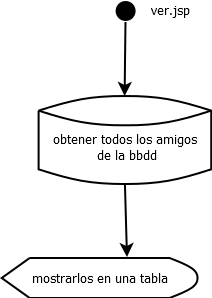 ver.jsp
obtener todos los amigos
de la bbdd
mostrarlos en una tabla